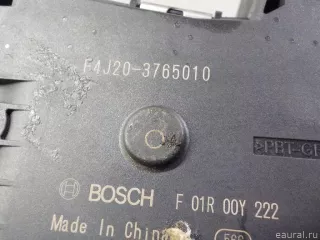 F4J20-3765010
BOSCH F 01R 00Y 222
Made In China
eaural.ru